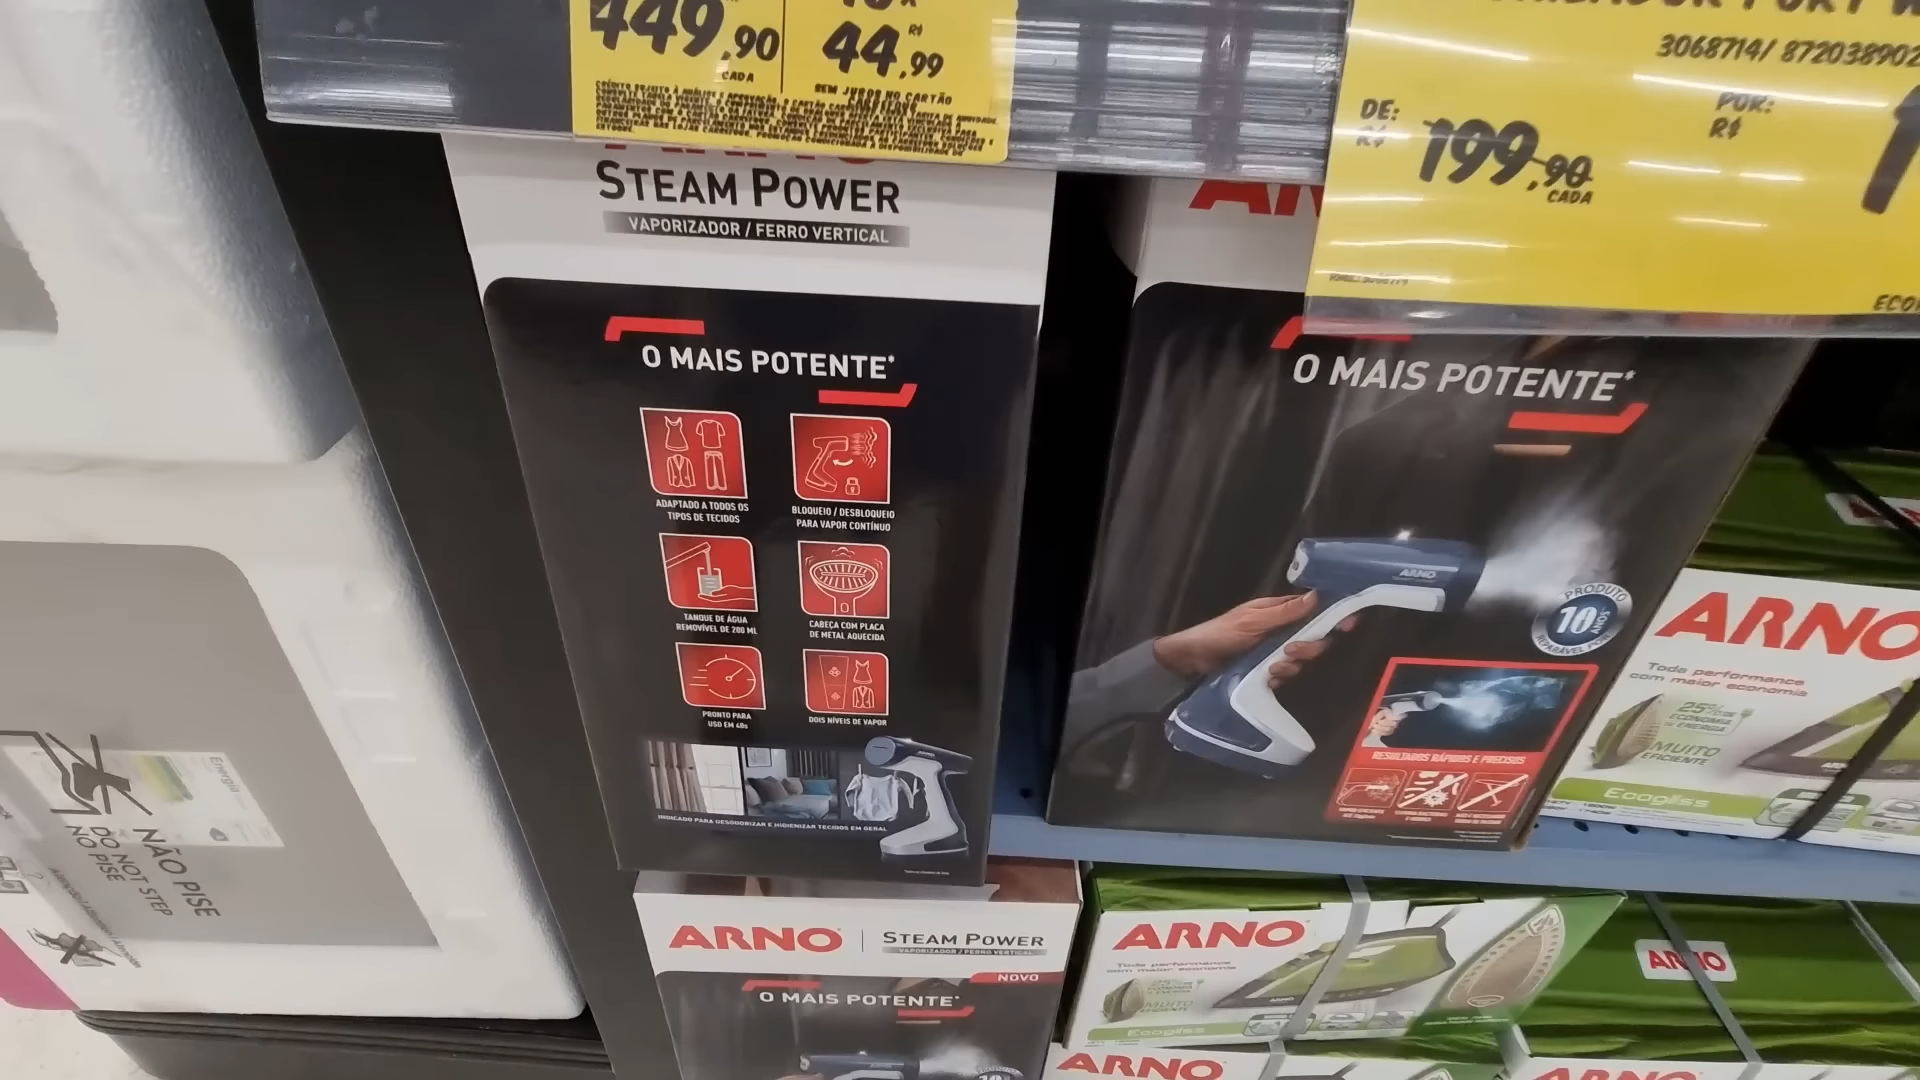 449,90
CADA
44,99
R$
SEM JUROS NO CARTÃO
3068714/ 872038902
DE:
R$
199,90
CADA
POR:
R$
STEAM POWER
VAPORIZADOR / FERRO VERTICAL
O MAIS POTENTE*
ADAPTADO A TODOS OS
TIPOS DE TECIDOS
BLOQUEIO / DESBLOQUEIO
PARA VAPOR CONTÍNUO
TANQUE DE ÁGUA
REMOVÍVEL DE 200 ML
CABEÇA COM PLACA
DE METAL AQUECIDA
PRONTO PARA
USO EM 40s
DOIS NÍVEIS DE VAPOR
INDICADO PARA DESODORIZAR E HIGIENIZAR TECIDOS EM GERAL
O MAIS POTENTE*
ARNO
PRODUTO
10 ANOS
REPARÁVEL
RESULTADOS RÁPIDOS E PRECISOS
ARNO
Toda performance
com maior economia
25%
ECONOMIA
DE ENERGIA
MUITO
EFICIENTE
Ecogliss
Energia
NÃO PISE
DO NOT STEP
NO PISE
ARNO
STEAM POWER
VAPORIZADOR / FERRO VERTICAL
NOVO
O MAIS POTENTE*
ARNO
Toda performance
com maior economia
MUITO
EFICIENTE
Ecogliss
ARNO
ARNO